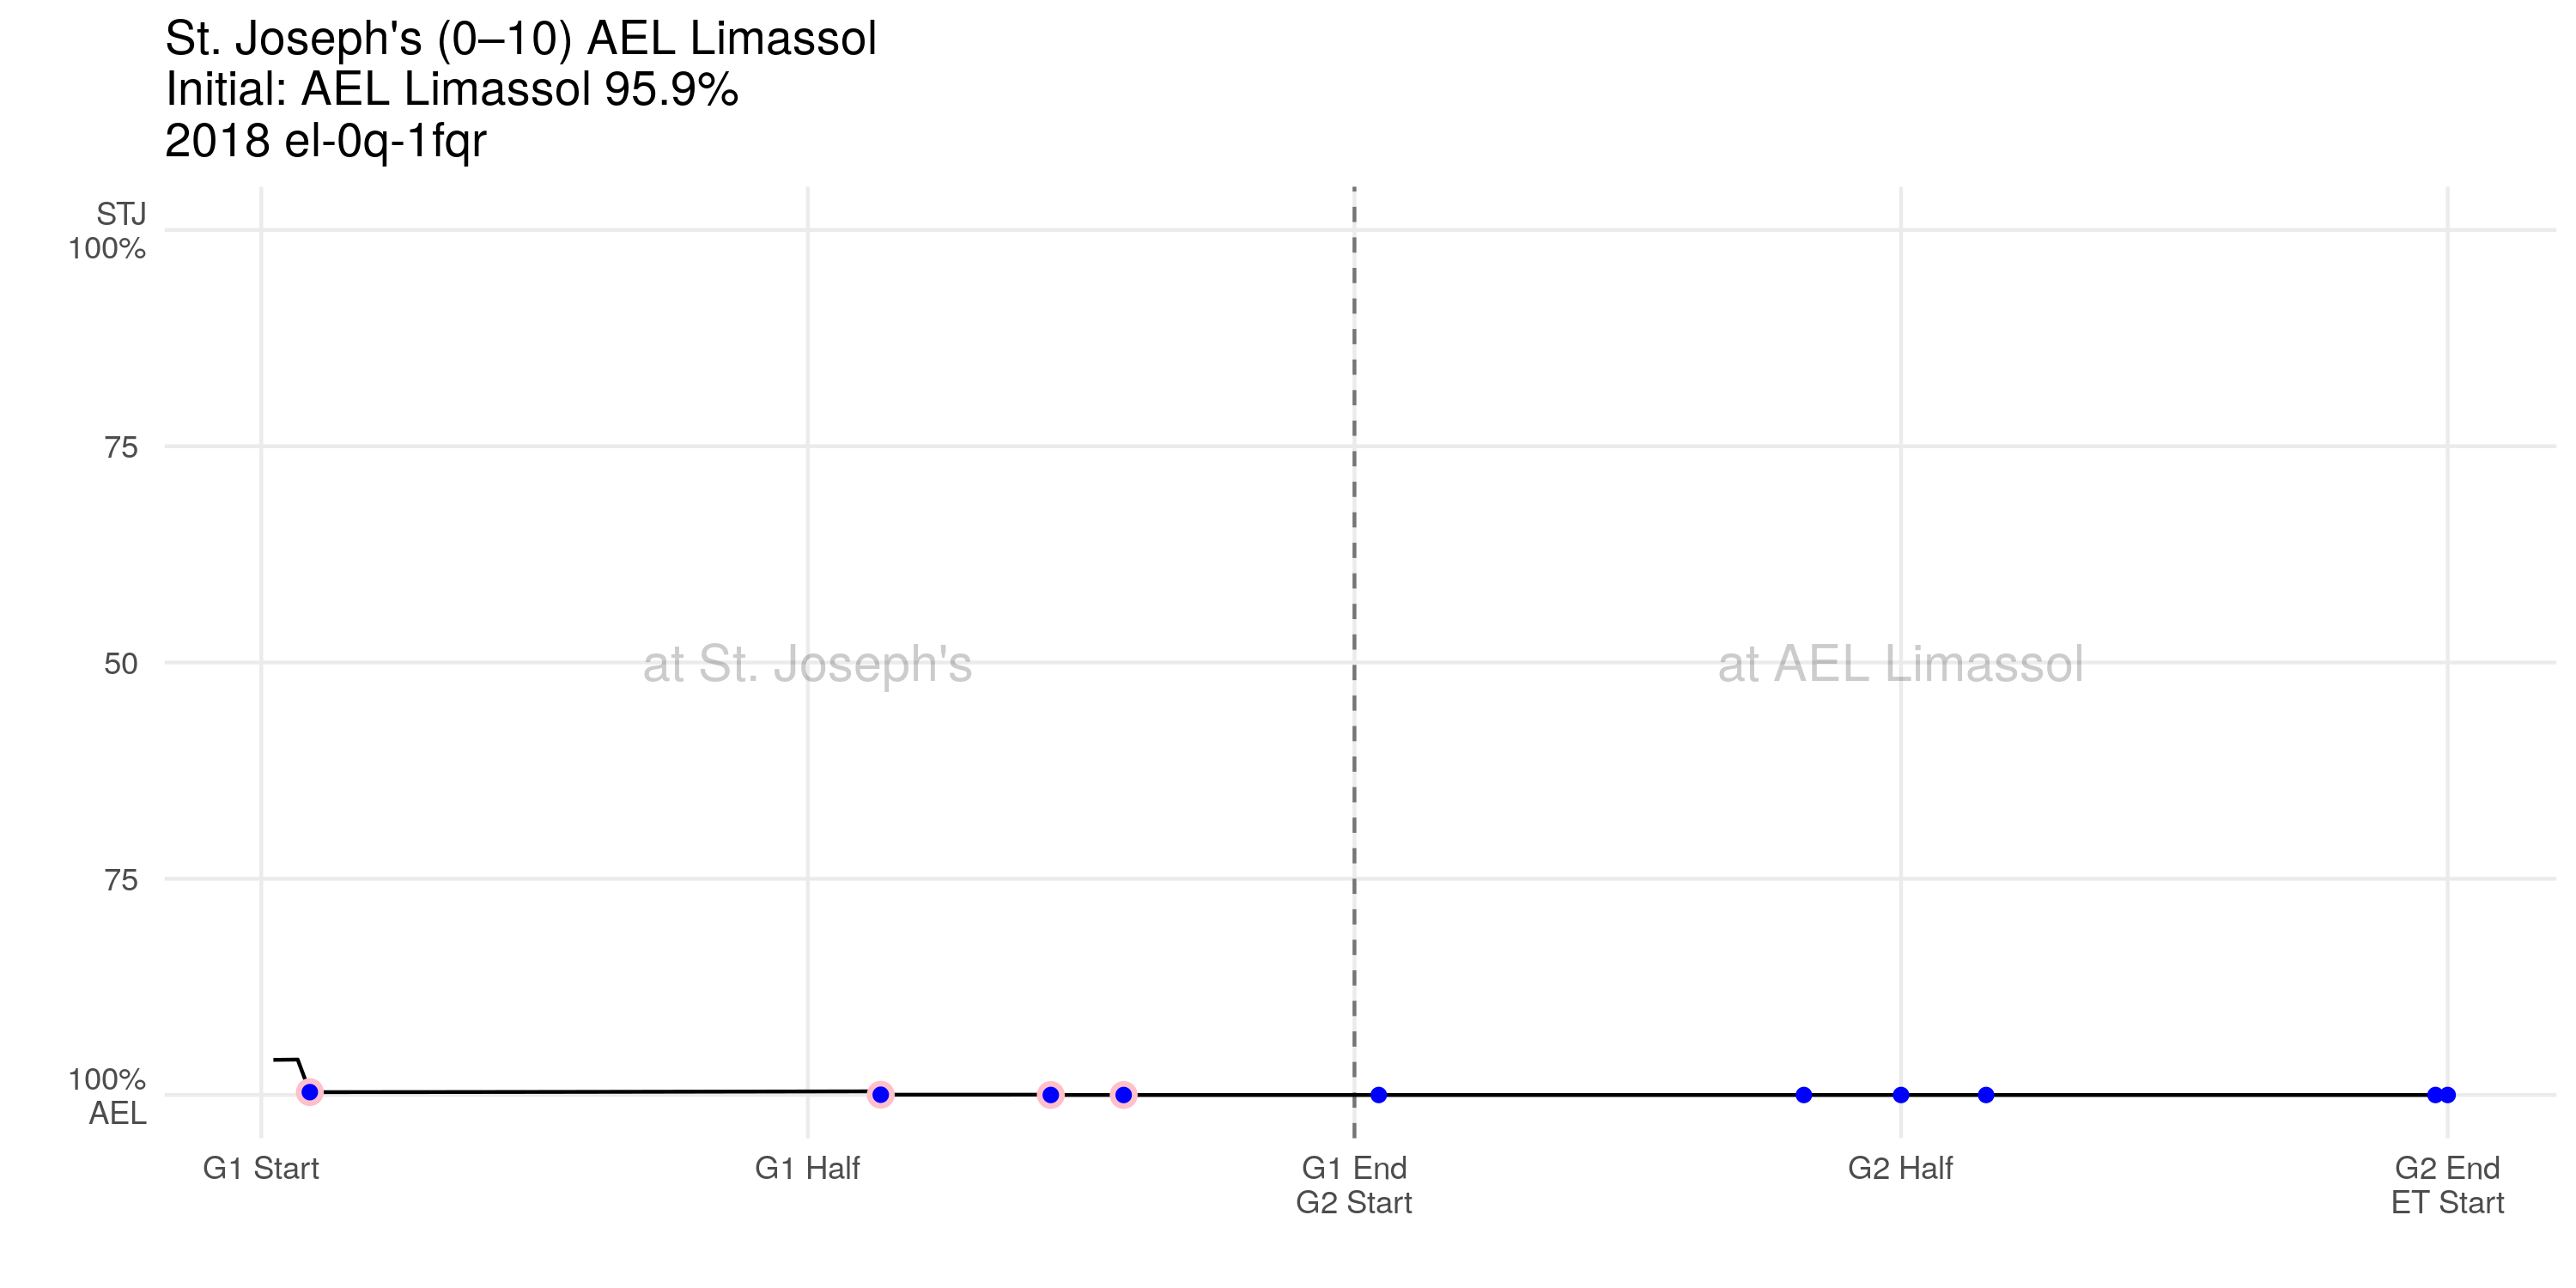 St. Joseph's (0–10) AEL Limassol
Initial: AEL Limassol 95.9%
2018 el-0q-1fqr
STJ
100%
75
50
75
100%
AEL
at St. Joseph's
at AEL Limassol
G1 Start
G1 Half
G1 End
G2 Start
G2 Half
G2 End
ET Start